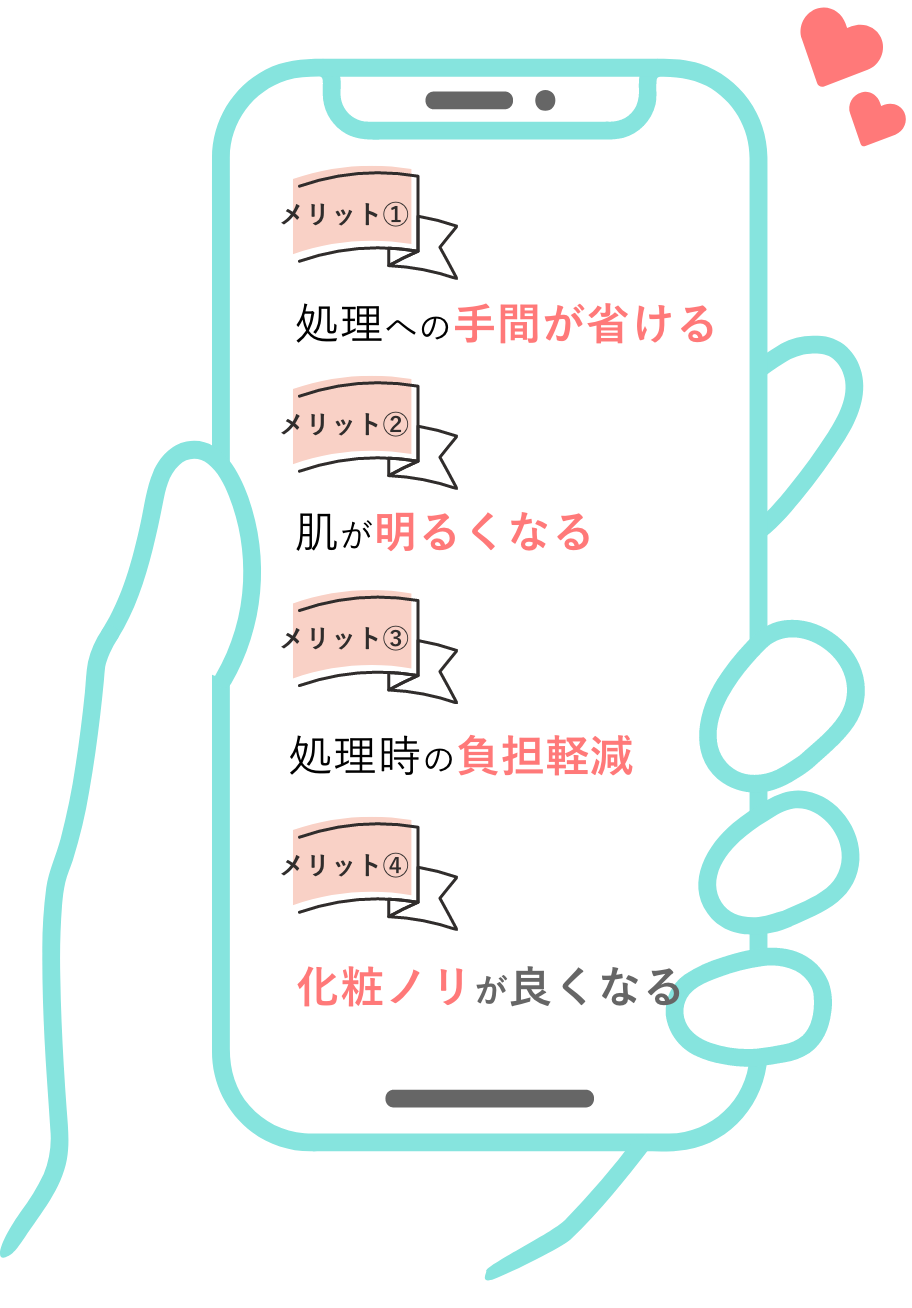 メリット①
処理への手間が省ける
メリット②
肌が明るくなる
メリット③
処理時の負担軽減
メリット④
化粧ノリが良くなる